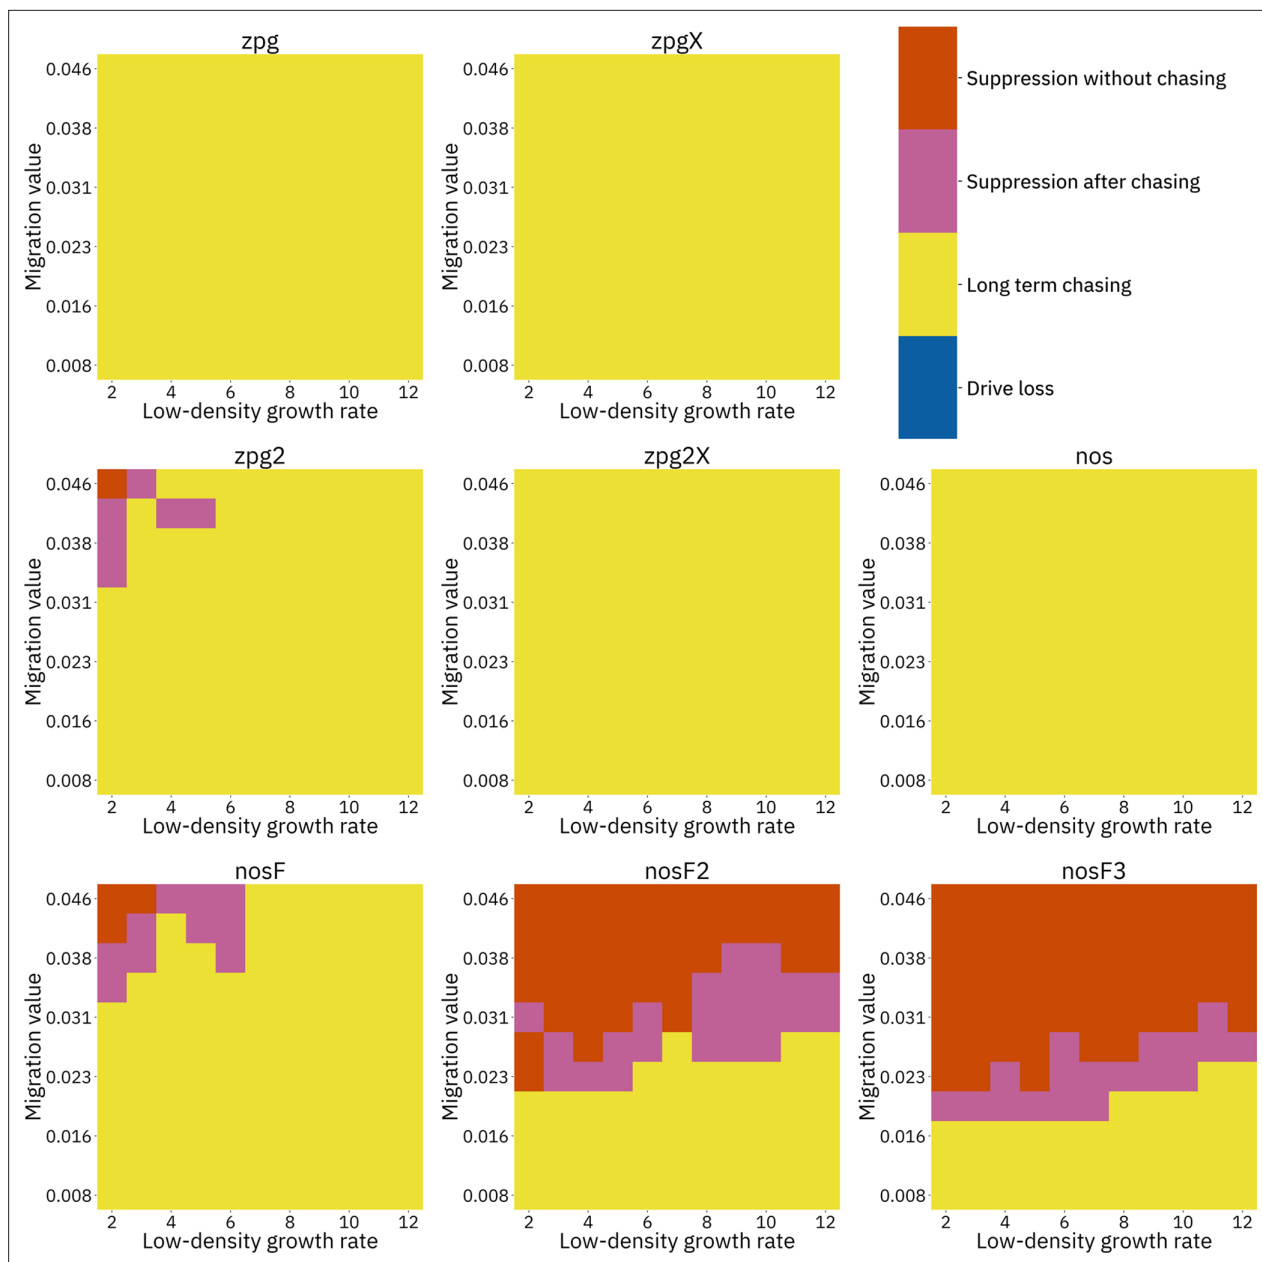 zpg
zpgX
Migration value
0.046
0.038
0.031
0.023
0.016
0.008
2 4 6 8 10 12
Low-density growth rate
Migration value
0.046
0.038
0.031
0.023
0.016
0.008
2 4 6 8 10 12
Low-density growth rate
Suppression without chasing
Suppression after chasing
Long term chasing
Drive loss
zpg2
zpg2X
nos
Migration value
0.046
0.038
0.031
0.023
0.016
0.008
2 4 6 8 10 12
Low-density growth rate
Migration value
0.046
0.038
0.031
0.023
0.016
0.008
2 4 6 8 10 12
Low-density growth rate
Migration value
0.046
0.038
0.031
0.023
0.016
0.008
2 4 6 8 10 12
Low-density growth rate
nosF
nosF2
nosF3
Migration value
0.046
0.038
0.031
0.023
0.016
0.008
2 4 6 8 10 12
Low-density growth rate
Migration value
0.046
0.038
0.031
0.023
0.016
0.008
2 4 6 8 10 12
Low-density growth rate
Migration value
0.046
0.038
0.031
0.023
0.016
0.008
2 4 6 8 10 12
Low-density growth rate